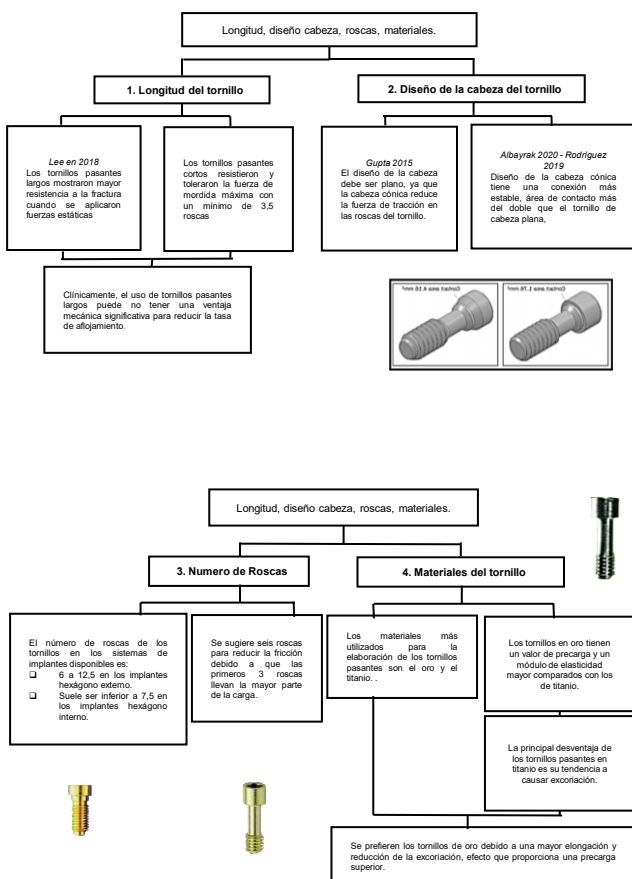 Longitud, diseño cabeza, roscas, materiales.
1. Longitud del tornillo
2. Diseño de la cabeza del tornillo
Lee en 2018
Los tornillos pasantes
largos mostraron mayor
resistencia a la fractura
cuando se aplicaron
fuerzas estáticas
Los tornillos pasantes
cortos resistieron y
toleraron la fuerza de
mordida máxima con
un mínimo de 3,5
roscas
Gupta 2015
El diseño de la cabeza
debe ser plano, ya que
la cabeza cónica reduce
la fuerza de tracción en
las roscas del tornillo.
Albayrak 2020 - Rodriguez
2019
Diseño de la cabeza cónica
tiene una conexión más
estable, área de contacto más
del doble que el tornillo de
cabeza plana,
Clínicamente, el uso de tornillos pasantes
largos puede no tener una ventaja
mecánica significativa para reducir la tasa
de aflojamiento.
Contact area 4.16 mm²
Contact area 1.76 mm²
Longitud, diseño cabeza, roscas, materiales.
3. Numero de Roscas
4. Materiales del tornillo
El número de roscas de los
tornillos en los sistemas de
implantes disponibles es:
❑ 6 a 12,5 en los implantes
hexágono externo.
❑ Suele ser inferior a 7,5 en
los implantes hexágono
interno.
Se sugiere seis roscas
para reducir la fricción
debido a que las
primeros 3 roscas
llevan la mayor parte
de la carga.
Los materiales más
utilizados para la
elaboración de los tornillos
pasantes son el oro y el
titanio. .
Los tornillos en oro tienen
un valor de precarga y un
módulo de elasticidad
mayor comparados con los
de titanio.
La principal desventaja de
los tornillos pasantes en
titanio es su tendencia a
causar excoriación.
Se prefieren los tornillos de oro debido a una mayor elongación y
reducción de la excoriación, efecto que proporciona una precarga
superior.